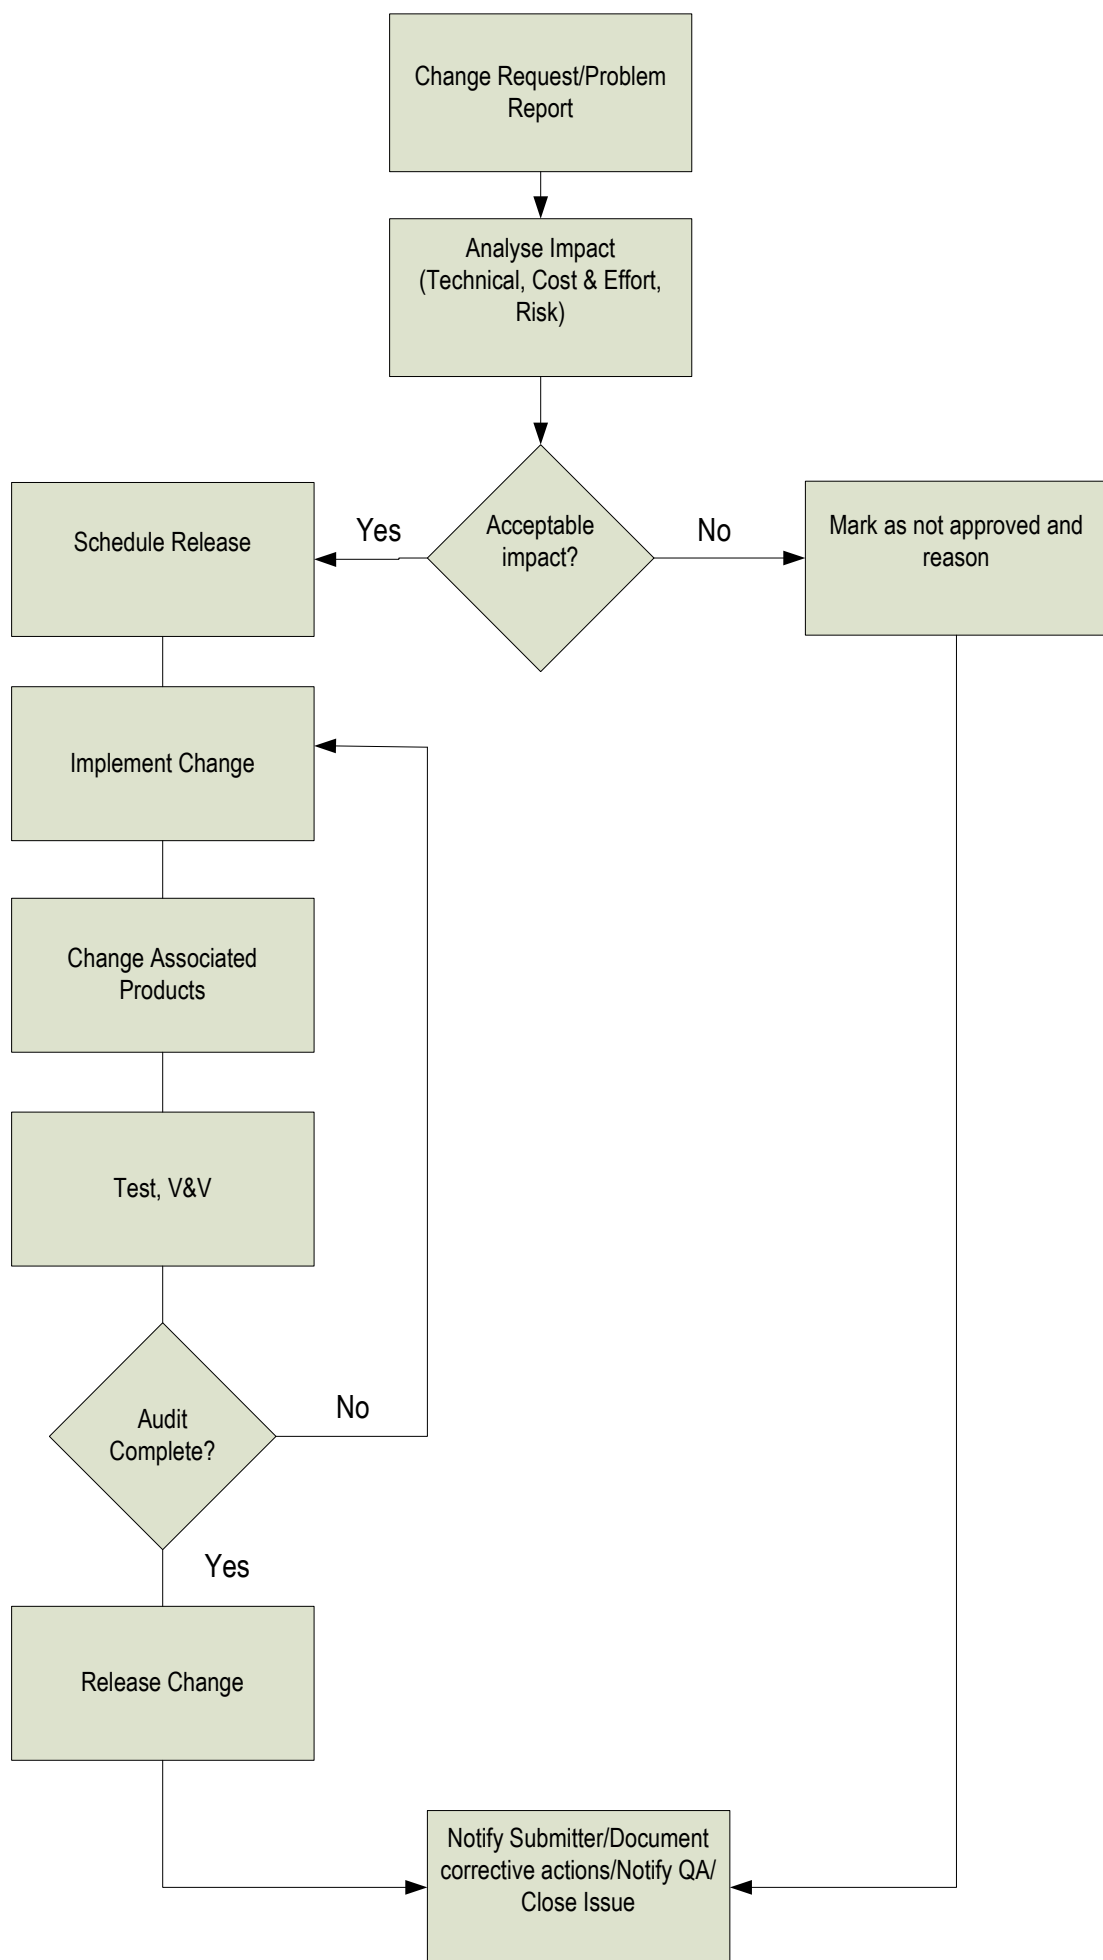 Change Request/Problem
Report
Analyse Impact
(Technical, Cost & Effort,
Risk)
Acceptable
impact?
Yes
No
Schedule Release
Mark as not approved and
reason
Implement Change
Change Associated
Products
Test, V&V
Audit
Complete?
No
Yes
Release Change
Notify Submitter/Document
corrective actions/Notify QA/
Close Issue